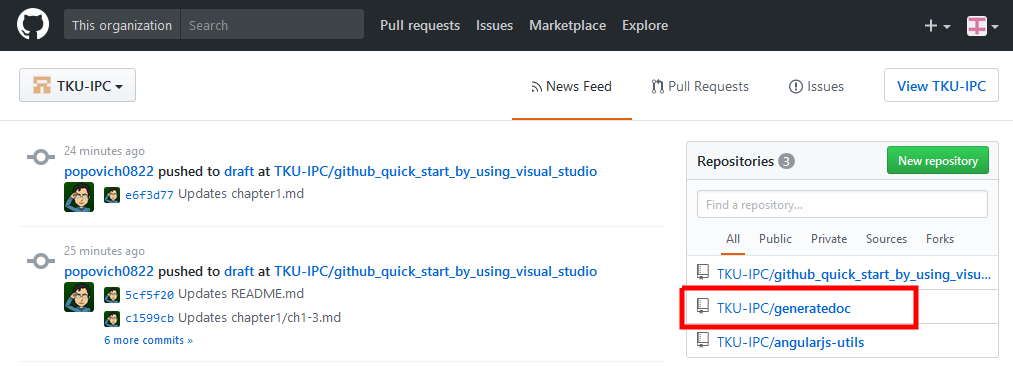 This organization Search Pull requests Issues Marketplace Explore
TKU-IPC News Feed Pull Requests Issues View TKU-IPC
24 minutes ago
popovich0822 pushed to draft at TKU-IPC/github_quick_start_by_using_visual_studio
e6f3d77 Updates chapter1.md
25 minutes ago
popovich0822 pushed to draft at TKU-IPC/github_quick_start_by_using_visual_studio
5cf5f20 Updates README.md
c1599cb Updates chapter1/ch1-3.md
6 more commits »
Repositories 3 New repository
Find a repository...
All Public Private Sources Forks
TKU-IPC/github_quick_start_by_using_visu...
TKU-IPC/generatedoc
TKU-IPC/angularjs-utils